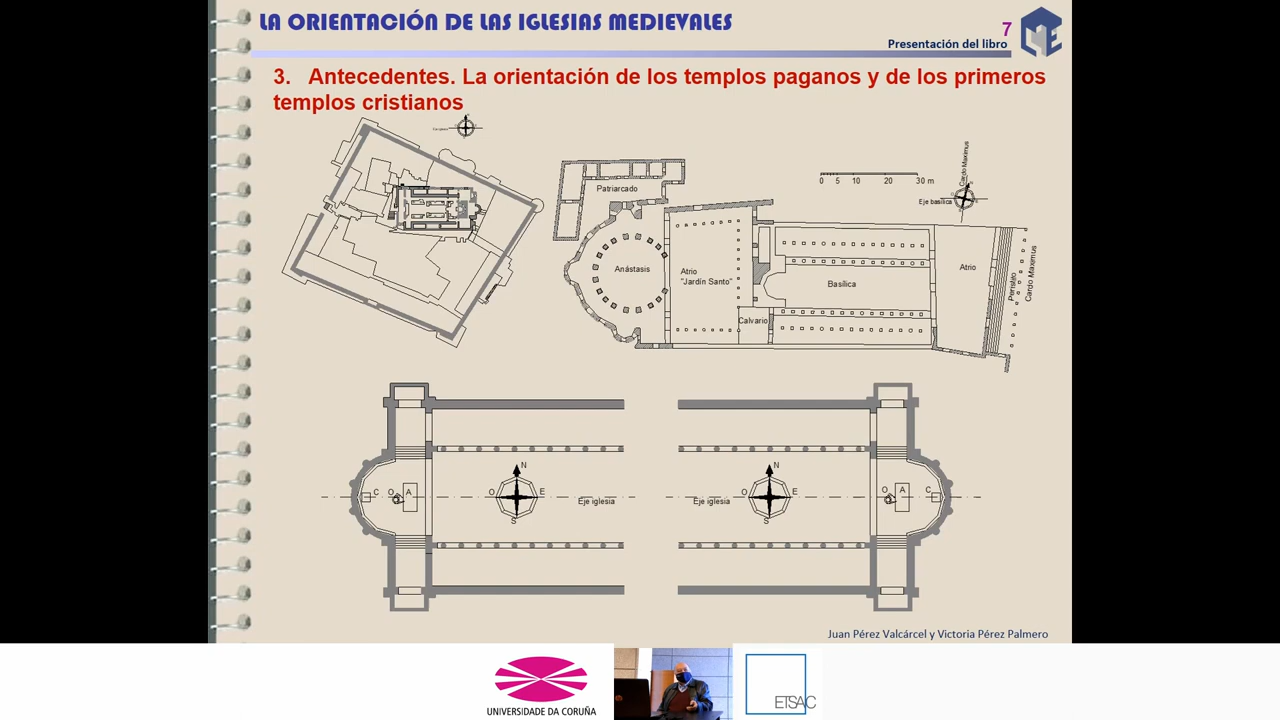 LA ORIENTACIÓN DE LAS IGLESIAS MEDIEVALES
7
Presentación del libro
3. Antecedentes. La orientación de los templos paganos y de los primeros
templos cristianos
Patriarcado
Anástasis
Atrio
"Jardín Santo"
Calvario
Basílica
Atrio
Peristilo
Cardo Maximus
0 5 10 20 30 m
Cardo Maximus
Eje basílica
C O A
N
O E
S
Eje iglesia
Eje iglesia
N
O E
S
O A C
Juan Pérez Valcárcel y Victoria Pérez Palmero
UNIVERSIDADE DA CORUÑA
ETSAC